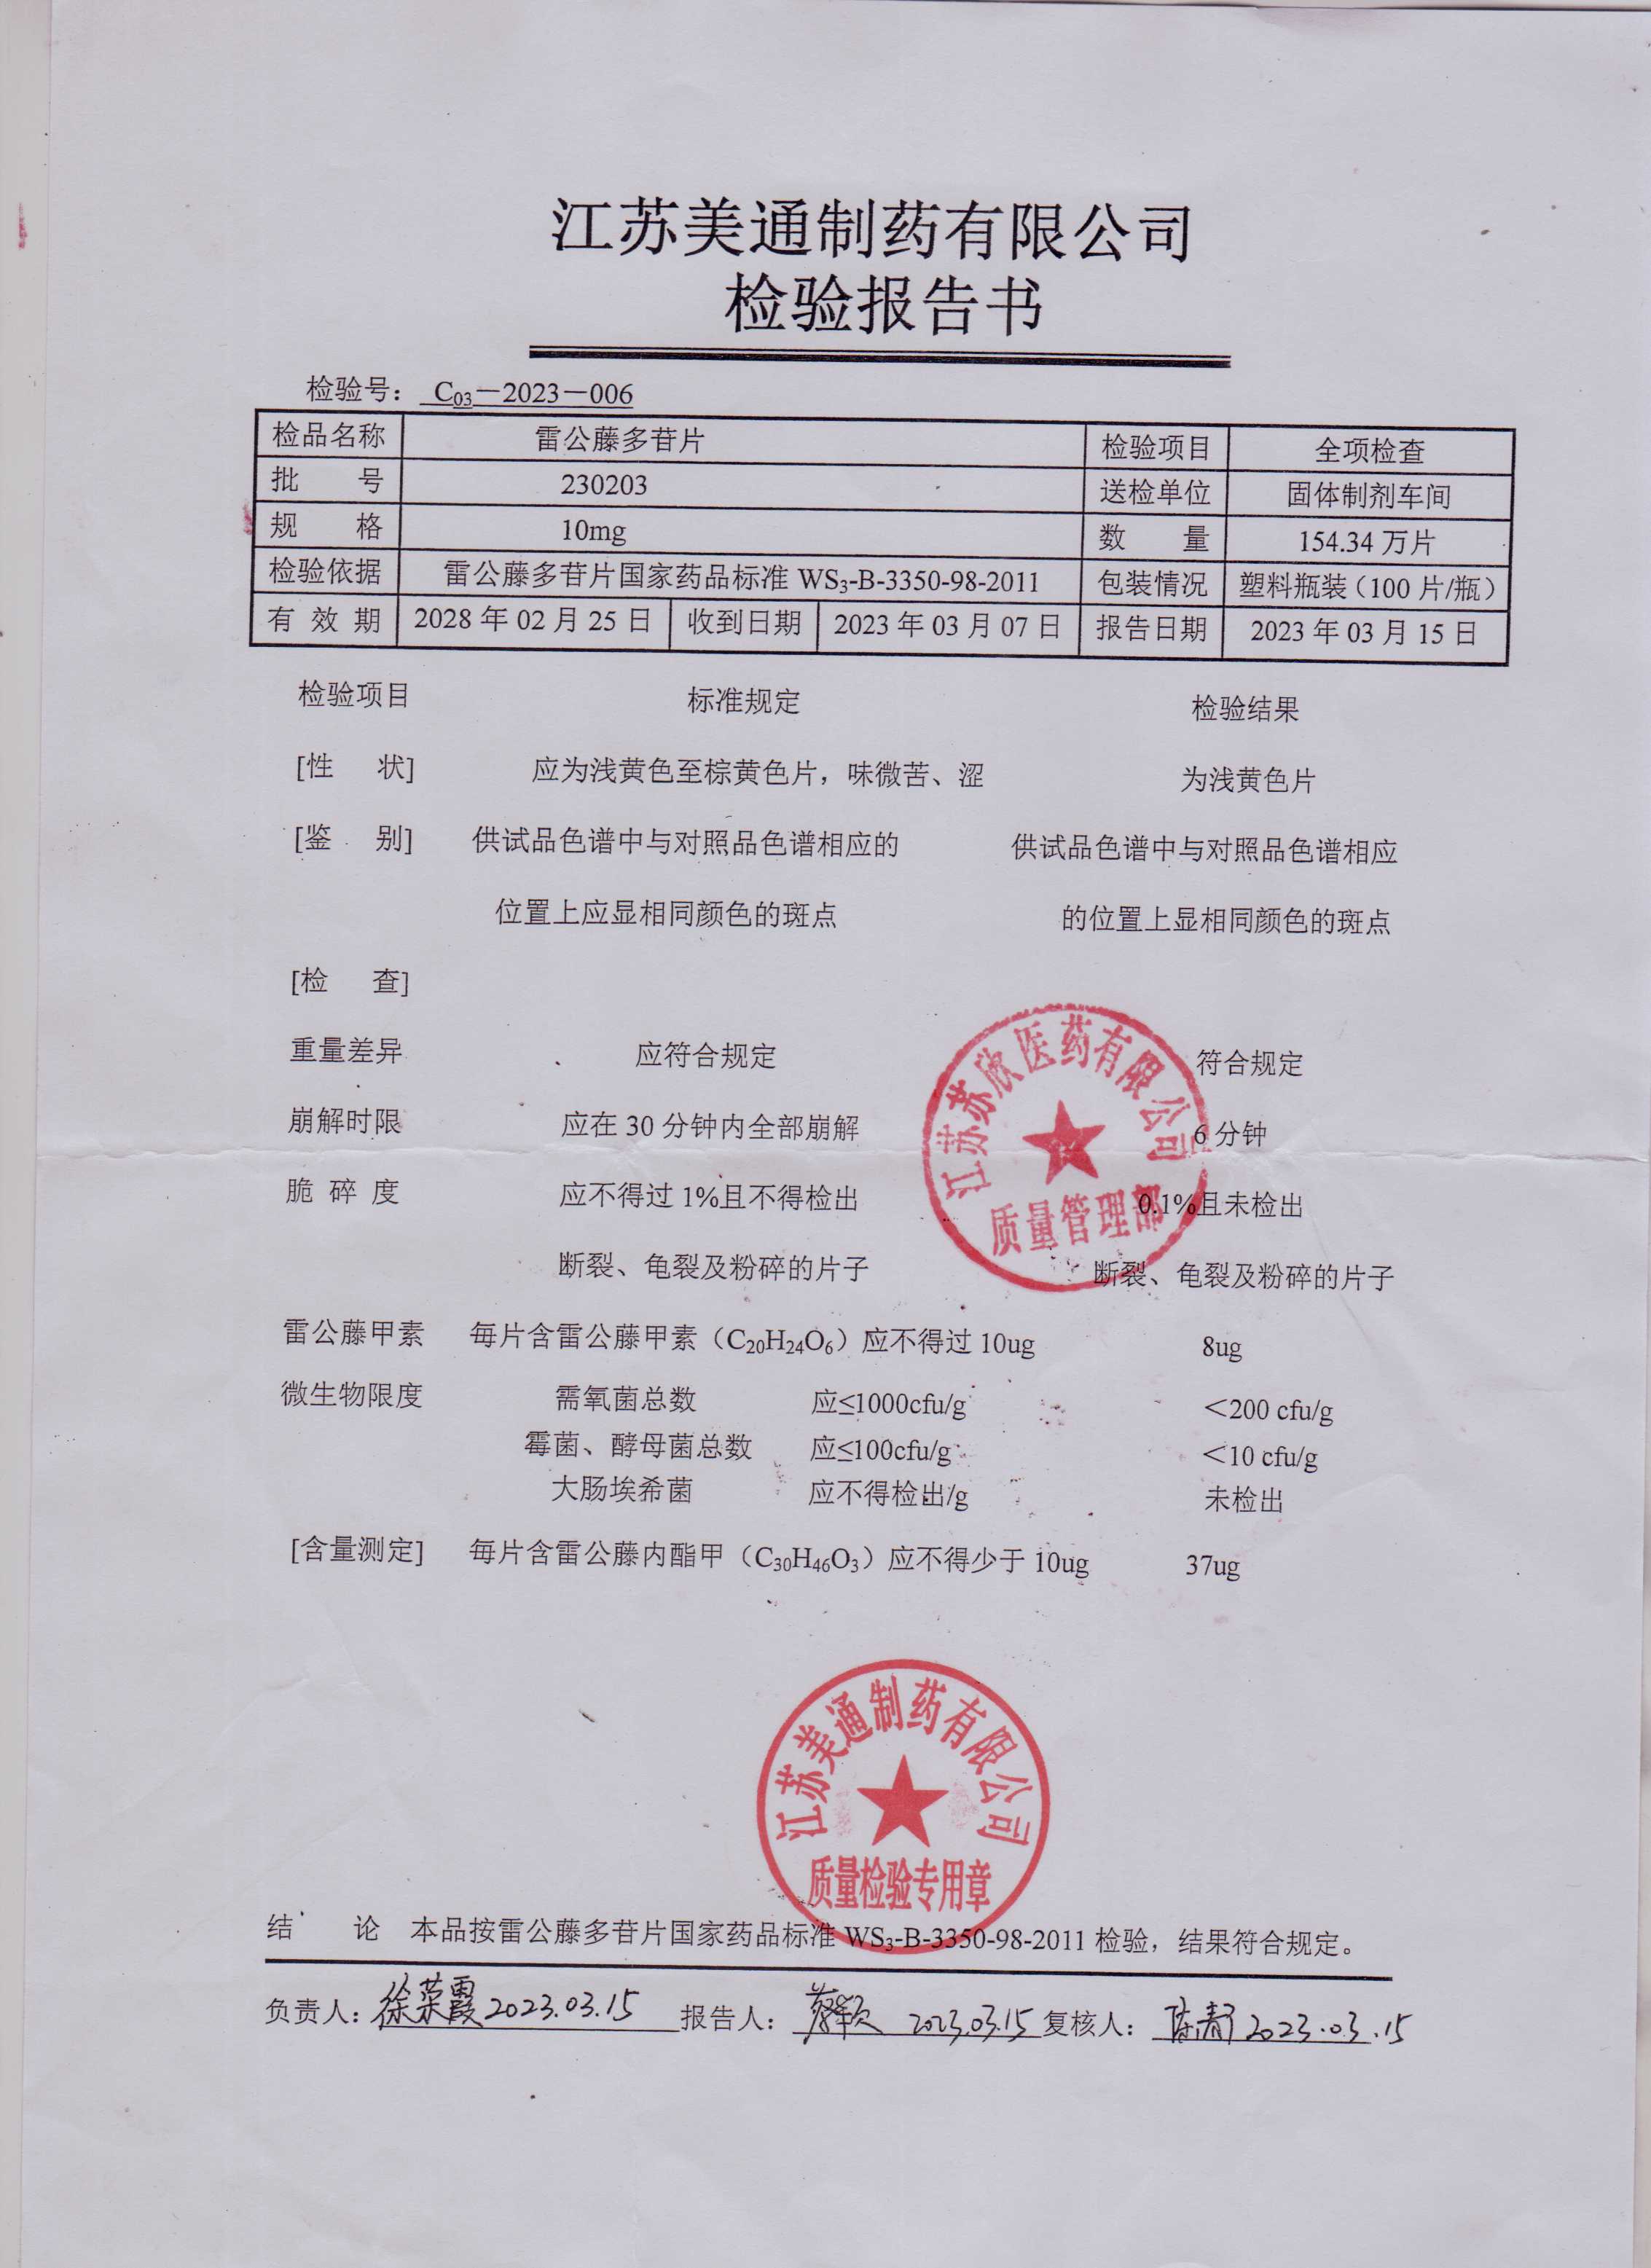 江苏美通制药有限公司
检验报告书
检验号： C03－2023－006
检品名称 雷公藤多苷片 检验项目 全项检查
批 号 230203 送检单位 固体制剂车间
规 格 10mg 数 量 154.34 万片
检验依据 雷公藤多苷片国家药品标准 WS3-B-3350-98-2011 包装情况 塑料瓶装（100 片/瓶）
有 效 期 2028 年 02 月 25 日 收到日期 2023 年 03 月 07 日 报告日期 2023 年 03 月 15 日
检验项目 标准规定 检验结果
[性 状] 应为浅黄色至棕黄色片，味微苦、涩 为浅黄色片
[鉴 别] 供试品色谱中与对照品色谱相应的 供试品色谱中与对照品色谱相应
位置上应显相同颜色的斑点 的位置上显相同颜色的斑点
[检 查]
重量差异 应符合规定 符合规定
崩解时限 应在 30 分钟内全部崩解 6 分钟
脆 碎 度 应不得过 1%且不得检出 0.1%且未检出
断裂、龟裂及粉碎的片子 断裂、龟裂及粉碎的片子
江苏苏欣医药有限公司
质量管理部
雷公藤甲素 每片含雷公藤甲素（C20H24O6）应不得过 10ug 8ug
微生物限度 需氧菌总数 应≤1000cfu/g ＜200 cfu/g
霉菌、酵母菌总数 应≤100cfu/g ＜10 cfu/g
大肠埃希菌 应不得检出/g 未检出
[含量测定] 每片含雷公藤内酯甲（C30H46O3）应不得少于 10ug 37ug
江苏美通制药有限公司
质量检验专用章
结 论 本品按雷公藤多苷片国家药品标准 WS3-B-3350-98-2011 检验，结果符合规定。
负责人：徐荣霞 2023.03.15 报告人： 2023.03.15 复核人： 陈静 2023.03.15